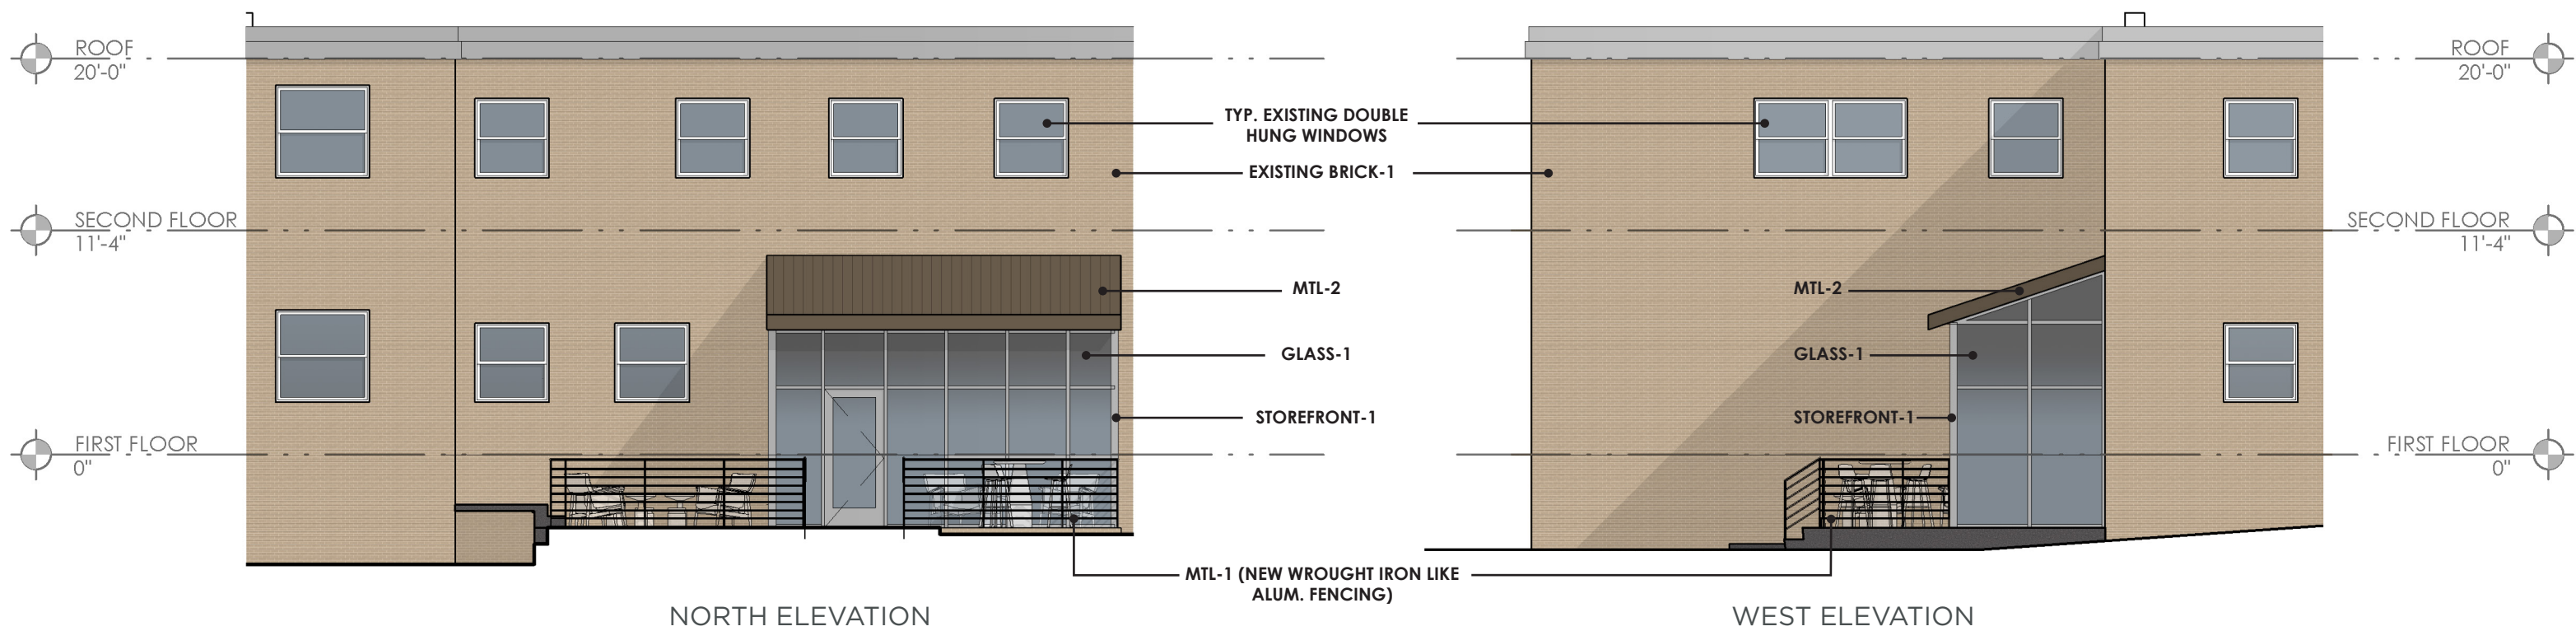 ROOF
20'-0"
SECOND FLOOR
11'-4"
FIRST FLOOR
0"
TYP. EXISTING DOUBLE
HUNG WINDOWS
EXISTING BRICK-1
MTL-2
GLASS-1
STOREFRONT-1
MTL-1 (NEW WROUGHT IRON LIKE
ALUM. FENCING)
NORTH ELEVATION
MTL-2
GLASS-1
STOREFRONT-1
ROOF
20'-0"
SECOND FLOOR
11'-4"
FIRST FLOOR
0"
WEST ELEVATION